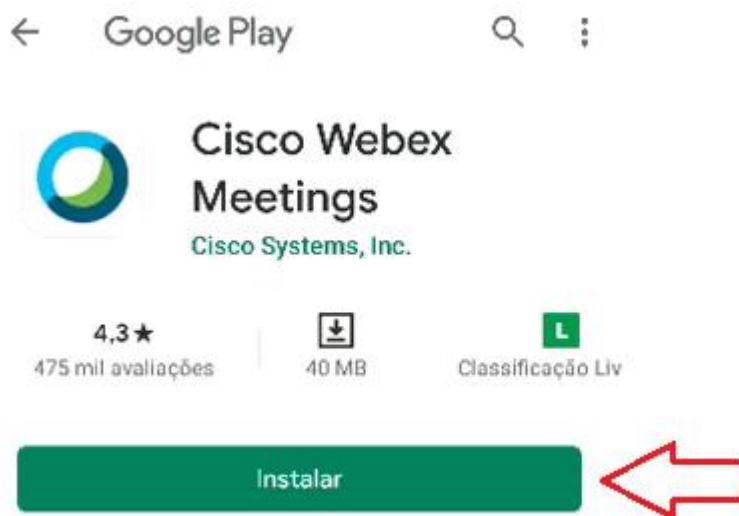 Google Play
Cisco Webex
Meetings
Cisco Systems, Inc.
4,3★
475 mil avaliações
40 MB
L
Classificação Liv
Instalar